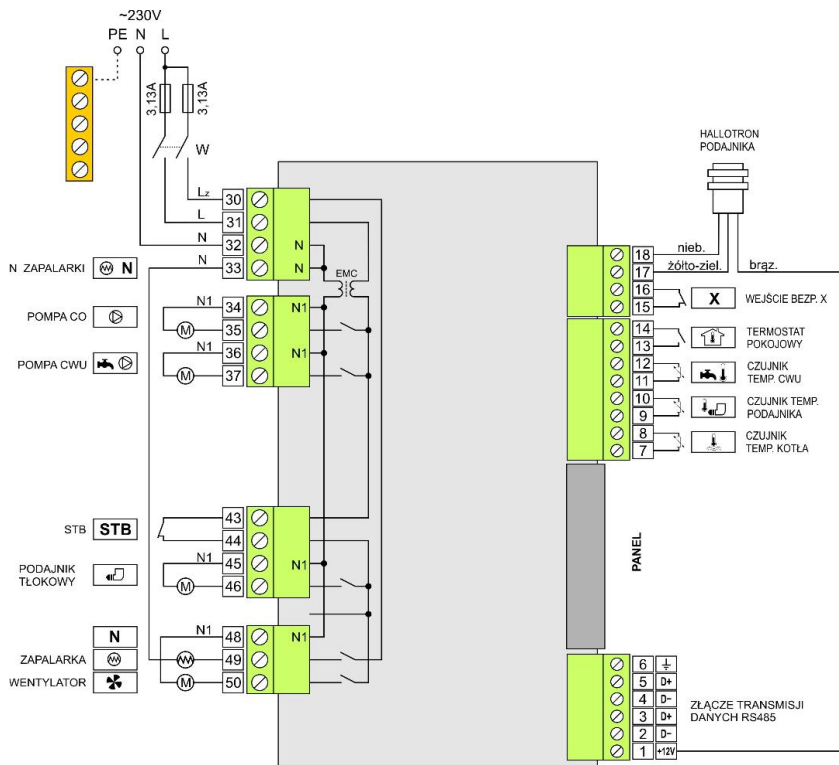 ~230V
PE N L
3,13A
3,13A
W
Lz 30
L 31
N 32 N
N ZAPALARKI N N 33 N
EMC
N1 34 N1
POMPA CO M 35
N1 36 N1
POMPA CWU M 37
43
STB STB 44
N1 45 N1
PODAJNIK
TŁOKOWY
M 46
N N1 48 N1
ZAPALARKA 49
WENTYLATOR M 50
HALLOTRON
PODAJNIKA
18 nieb.
17 żółto-ziel. brąz.
16
15
X WEJŚCIE BEZP. X
14
13
TERMOSTAT
POKOJOWY
12
11
CZUJNIK
TEMP. CWU
10
9
CZUJNIK TEMP.
PODAJNIKA
8
7
CZUJNIK
TEMP. KOTŁA
PANEL
6
5 D+
4 D-
3 D+
2 D-
1 +12V
ZŁĄCZE TRANSMISJI
DANYCH RS485